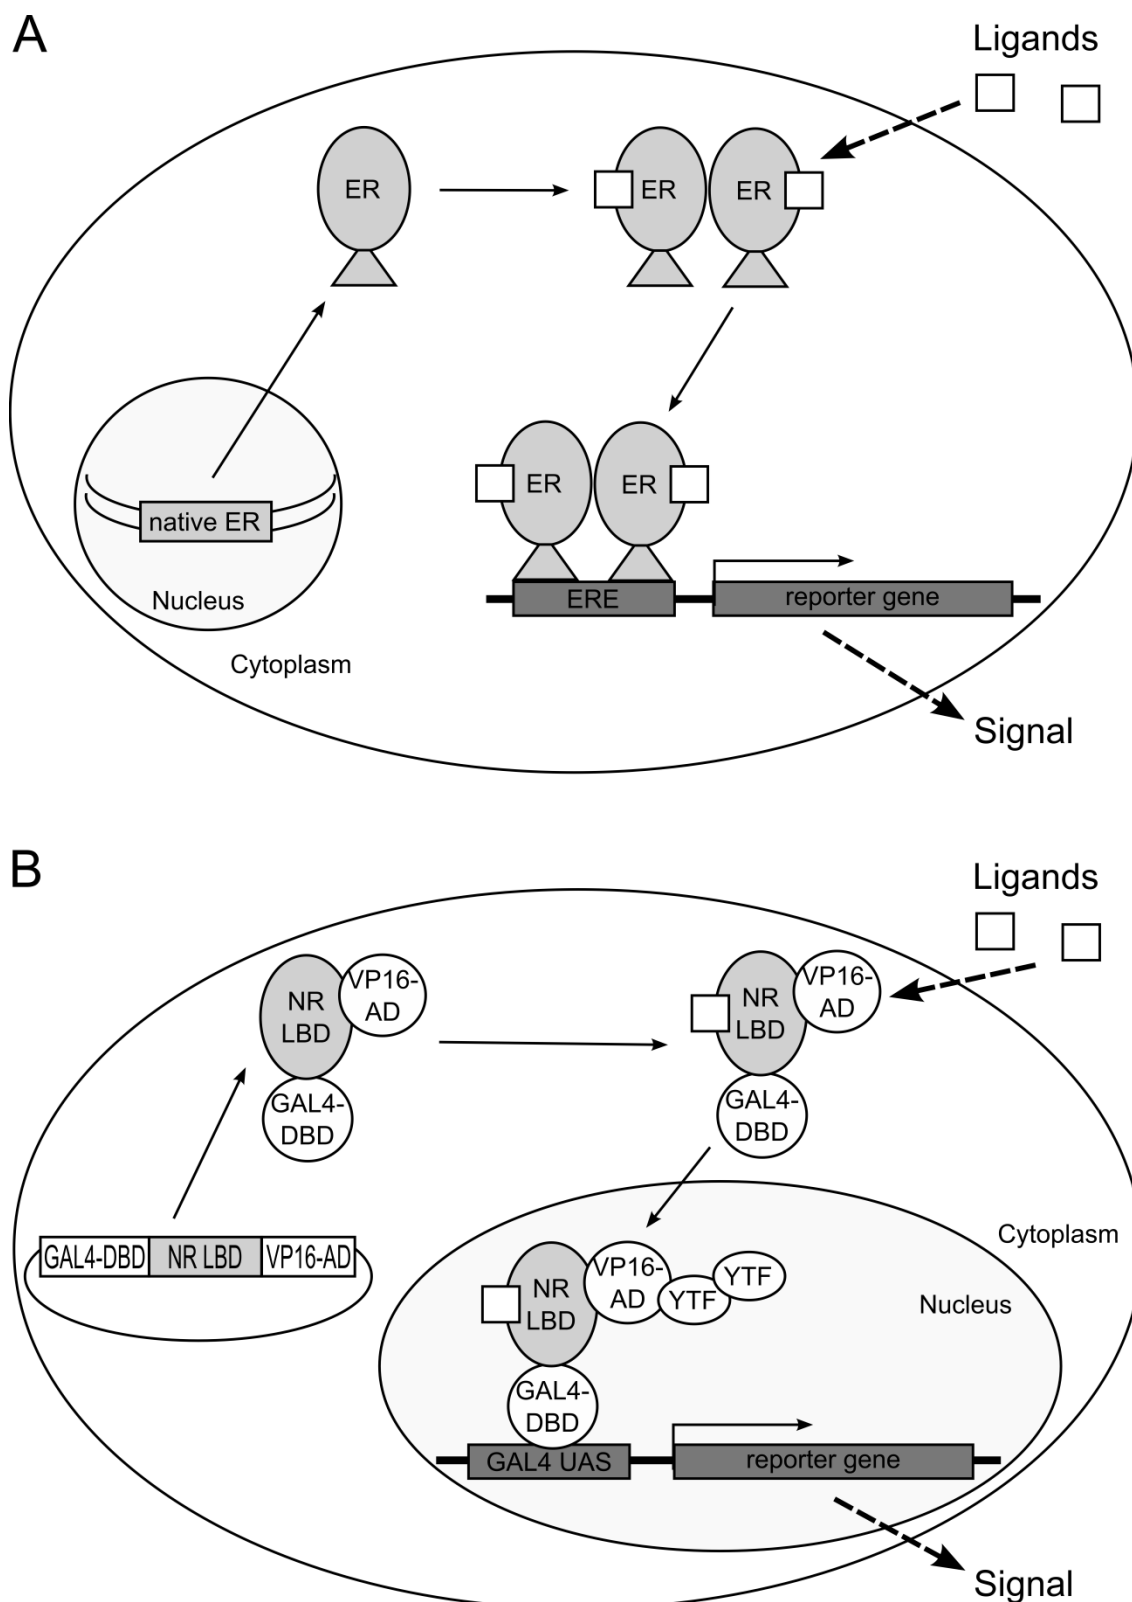 A
Ligands
ER
ER
ER
ER
ER
native ER
Nucleus
ERE
reporter gene
Cytoplasm
Signal
B
Ligands
NR
LBD
VP16-
AD
GAL4-
DBD
NR
LBD
VP16-
AD
GAL4-
DBD
GAL4-DBD
NR LBD
VP16-AD
Cytoplasm
Nucleus
NR
LBD
VP16-
AD
YTF
YTF
GAL4-
DBD
GAL4 UAS
reporter gene
Signal